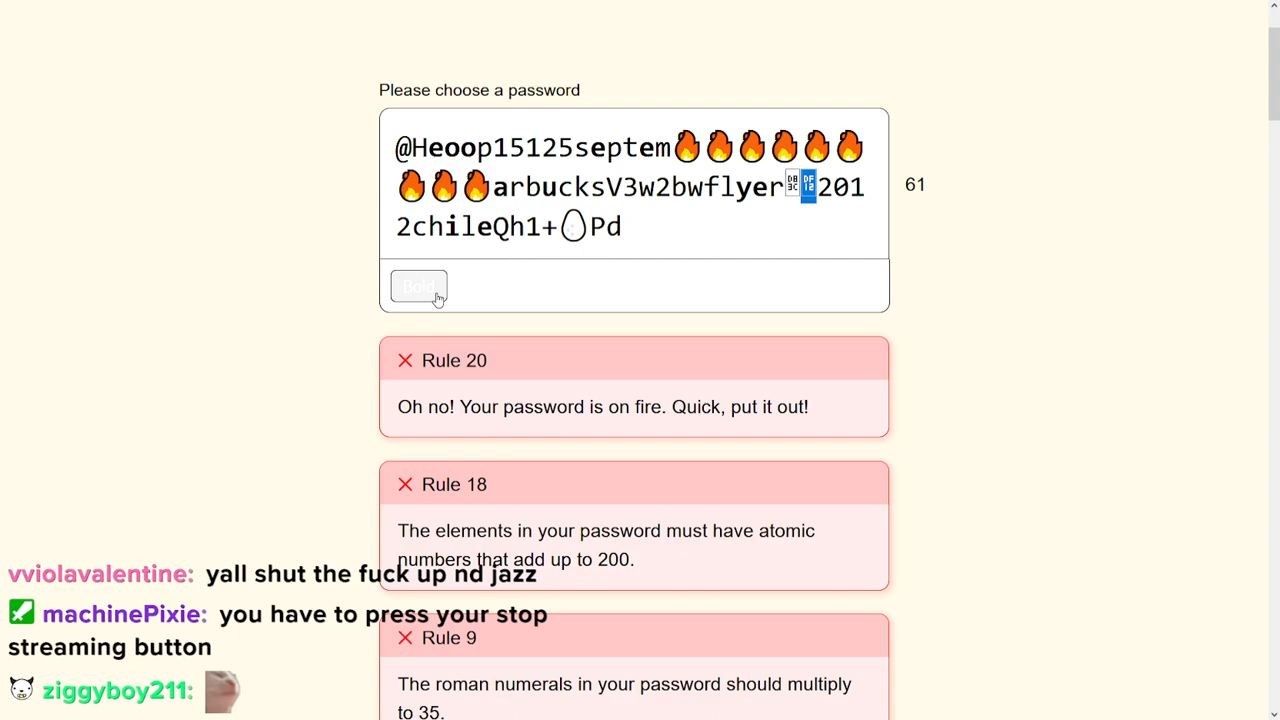 Please choose a password
@Heoop15125septem🔥🔥🔥🔥🔥🔥
🔥🔥🔥arbucksV3w2bwflyer201
2chileQh1+🥚Pd
61
Bold
Rule 20
Oh no! Your password is on fire. Quick, put it out!
Rule 18
The elements in your password must have atomic
numbers that add up to 200.
Rule 9
The roman numerals in your password should multiply
to 35.
vviolavalentine: yall shut the fuck up nd jazz
machinePixie: you have to press your stop
streaming button
ziggyboy211: